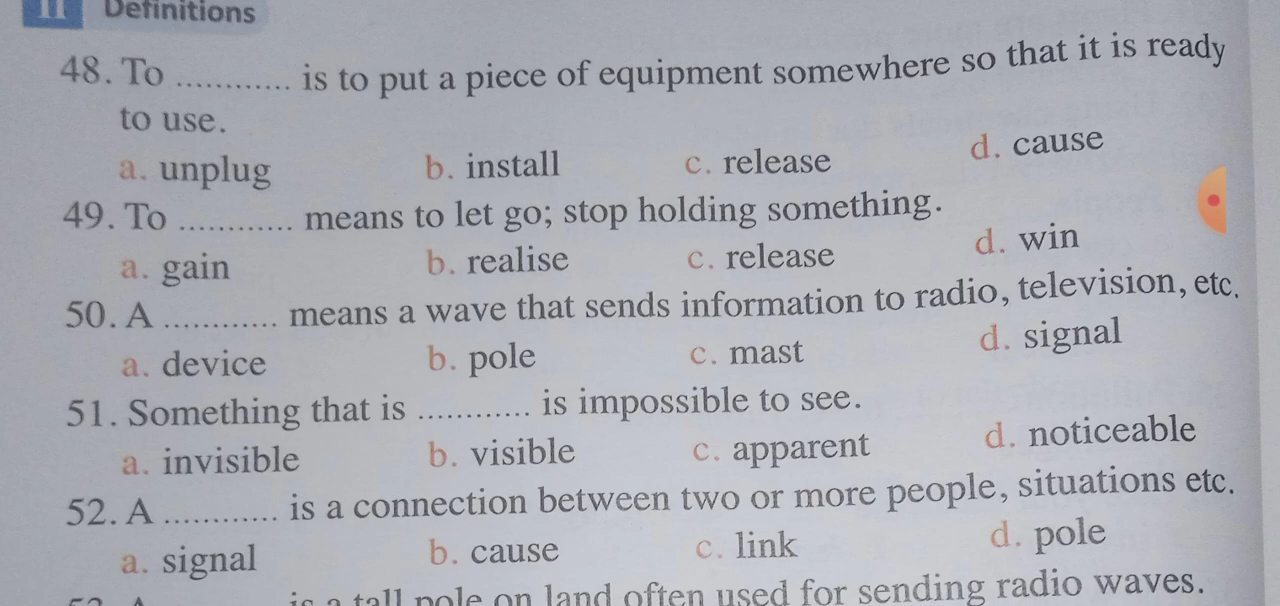 II Definitions
48. To ............ is to put a piece of equipment somewhere so that it is ready
to use.
a. unplug b. install c. release d. cause
49. To ............ means to let go; stop holding something.
a. gain b. realise c. release d. win
50. A ............ means a wave that sends information to radio, television, etc.
a. device b. pole c. mast d. signal
51. Something that is ............ is impossible to see.
a. invisible b. visible c. apparent d. noticeable
52. A ............ is a connection between two or more people, situations etc.
a. signal b. cause c. link d. pole
53. A is a tall pole on land often used for sending radio waves.